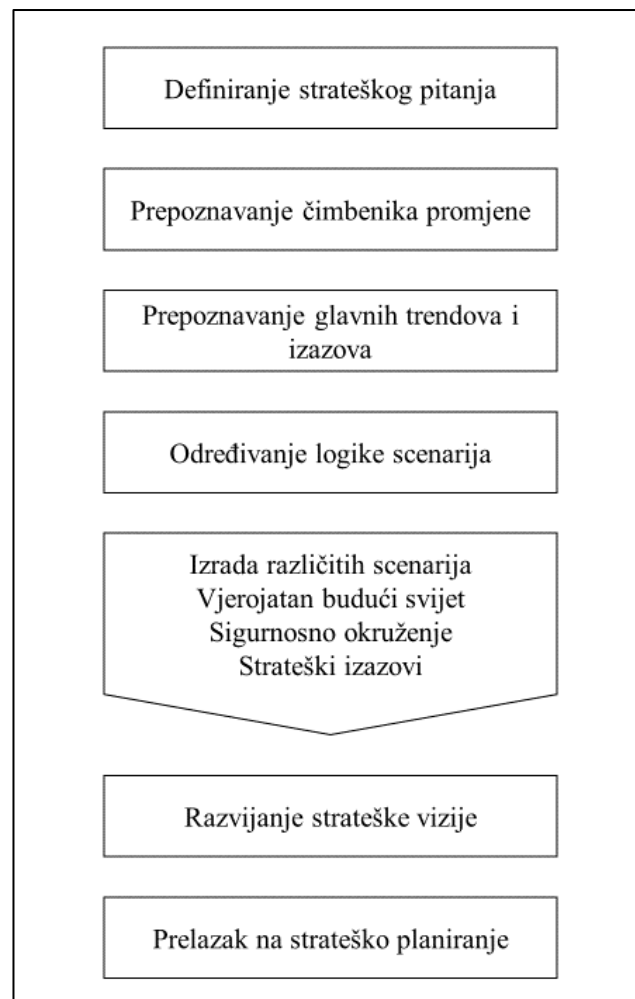 Definiranje strateškog pitanja
Prepoznavanje čimbenika promjene
Prepoznavanje glavnih trendova i
izazova
Određivanje logike scenarija
Izrada različitih scenarija
Vjerojatan budući svijet
Sigurnosno okruženje
Strateški izazovi
Razvijanje strateške vizije
Prelazak na strateško planiranje